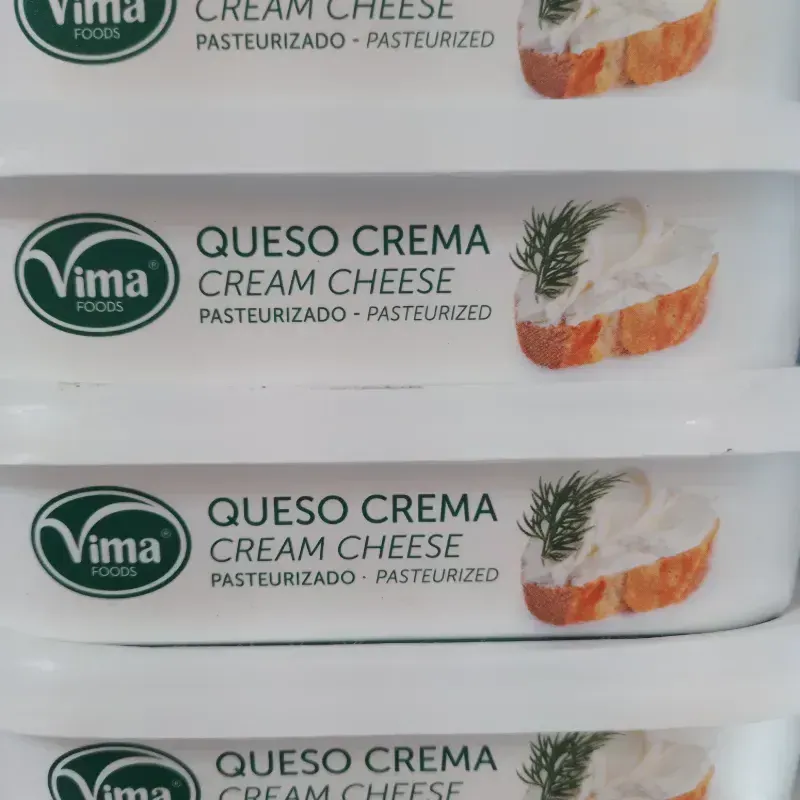 Vima
FOODS
CREAM CHEESE
PASTEURIZADO - PASTEURIZED
Vima®
FOODS
QUESO CREMA
CREAM CHEESE
PASTEURIZADO - PASTEURIZED
Vima®
FOODS
QUESO CREMA
CREAM CHEESE
PASTEURIZADO · PASTEURIZED
Vima
QUESO CREMA
CREAM CHEESE